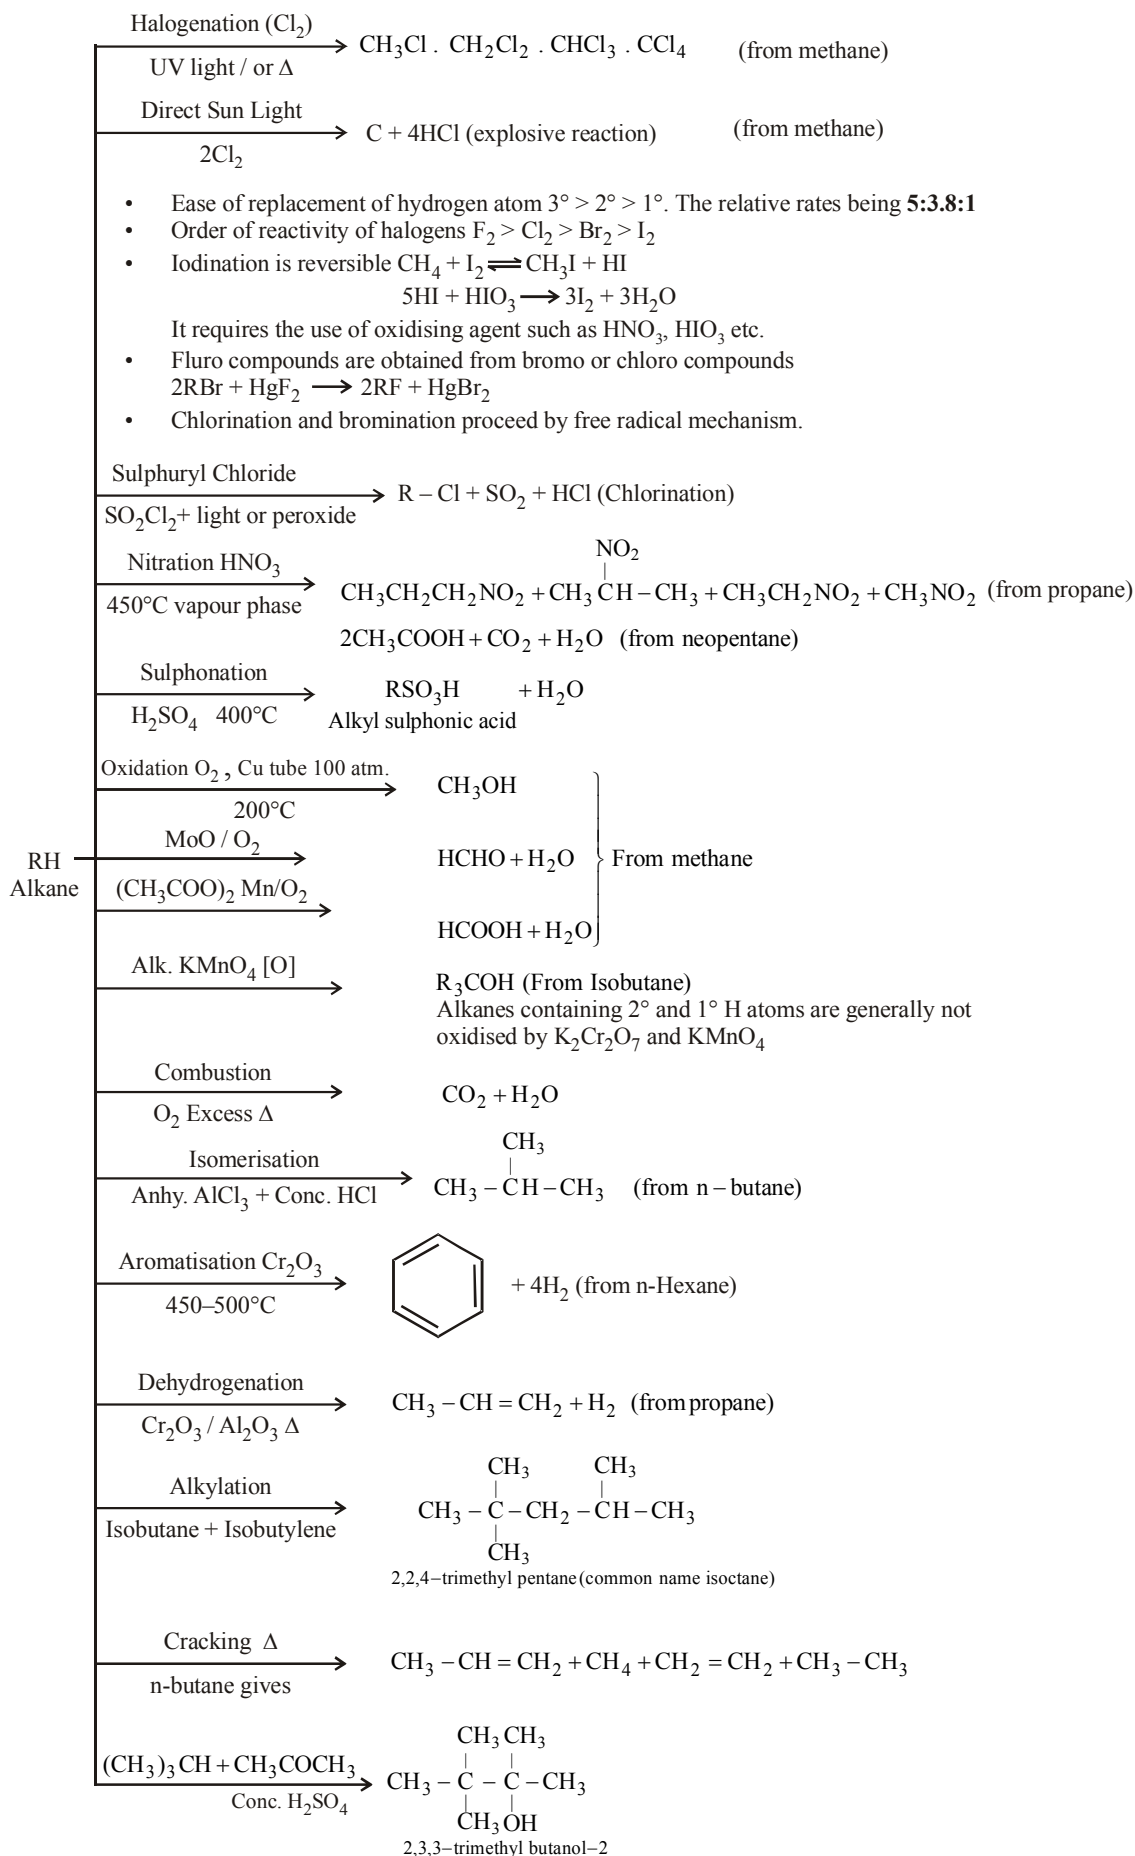 Halogenation (Cl₂)
UV light / or Δ
CH₃Cl . CH₂Cl₂ . CHCl₃ . CCl₄ (from methane)
Direct Sun Light
2Cl₂
C + 4HCl (explosive reaction) (from methane)
• Ease of replacement of hydrogen atom 3° > 2° > 1°. The relative rates being 5:3.8:1
• Order of reactivity of halogens F₂ > Cl₂ > Br₂ > I₂
• Iodination is reversible CH₄ + I₂ ⇌ CH₃I + HI
5HI + HIO₃ ⟶ 3I₂ + 3H₂O
It requires the use of oxidising agent such as HNO₃, HIO₃ etc.
• Fluro compounds are obtained from bromo or chloro compounds
2RBr + HgF₂ ⟶ 2RF + HgBr₂
• Chlorination and bromination proceed by free radical mechanism.
Sulphuryl Chloride
SO₂Cl₂+ light or peroxide
R – Cl + SO₂ + HCl (Chlorination)
Nitration HNO₃
450°C vapour phase
NO₂
|
CH₃CH₂CH₂NO₂ + CH₃ CH – CH₃ + CH₃CH₂NO₂ + CH₃NO₂ (from propane)
2CH₃COOH + CO₂ + H₂O (from neopentane)
Sulphonation
H₂SO₄ 400°C
RSO₃H + H₂O
Alkyl sulphonic acid
Oxidation O₂ , Cu tube 100 atm.
200°C
CH₃OH
MoO / O₂
HCHO + H₂O } From methane
RH
Alkane
(CH₃COO)₂ Mn/O₂
HCOOH + H₂O
Alk. KMnO₄ [O]
R₃COH (From Isobutane)
Alkanes containing 2° and 1° H atoms are generally not
oxidised by K₂Cr₂O₇ and KMnO₄
Combustion
O₂ Excess Δ
CO₂ + H₂O
Isomerisation
Anhy. AlCl₃ + Conc. HCl
CH₃
|
CH₃ – CH – CH₃ (from n – butane)
Aromatisation Cr₂O₃
450–500°C
+ 4H₂ (from n-Hexane)
Dehydrogenation
Cr₂O₃ / Al₂O₃ Δ
CH₃ – CH = CH₂ + H₂ (from propane)
Alkylation
Isobutane + Isobutylene
CH₃ CH₃
| |
CH₃ – C – CH₂ – CH – CH₃
|
CH₃
2,2,4–trimethyl pentane (common name isoctane)
Cracking Δ
n-butane gives
CH₃ – CH = CH₂ + CH₄ + CH₂ = CH₂ + CH₃ – CH₃
(CH₃)₃ CH + CH₃COCH₃
Conc. H₂SO₄
CH₃ CH₃
| |
CH₃ – C – C – CH₃
| |
CH₃ OH
2,3,3–trimethyl butanol–2